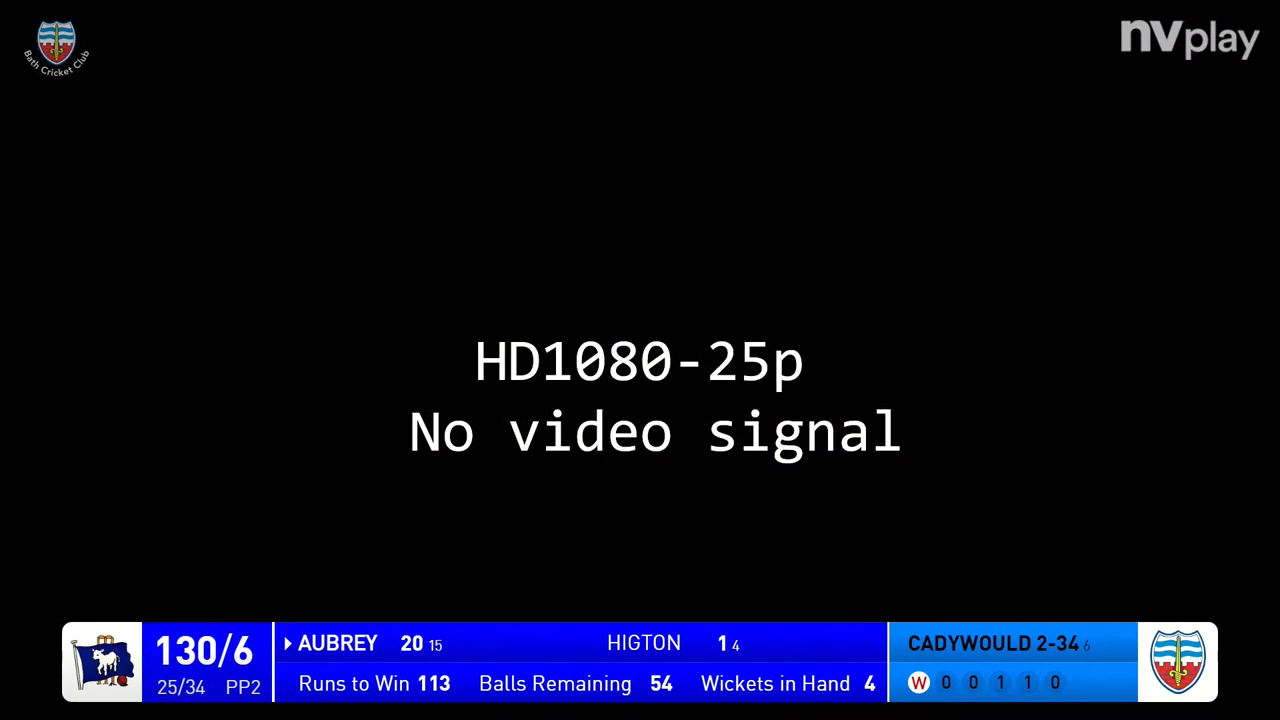 Bath Cricket Club
nvplay
HD1080-25p
No video signal
130/6
25/34 PP2
AUBREY 20 15 HIGTON 1 4
Runs to Win 113 Balls Remaining 54 Wickets in Hand 4
CADYWOULD 2-34 6
W 0 0 1 1 0